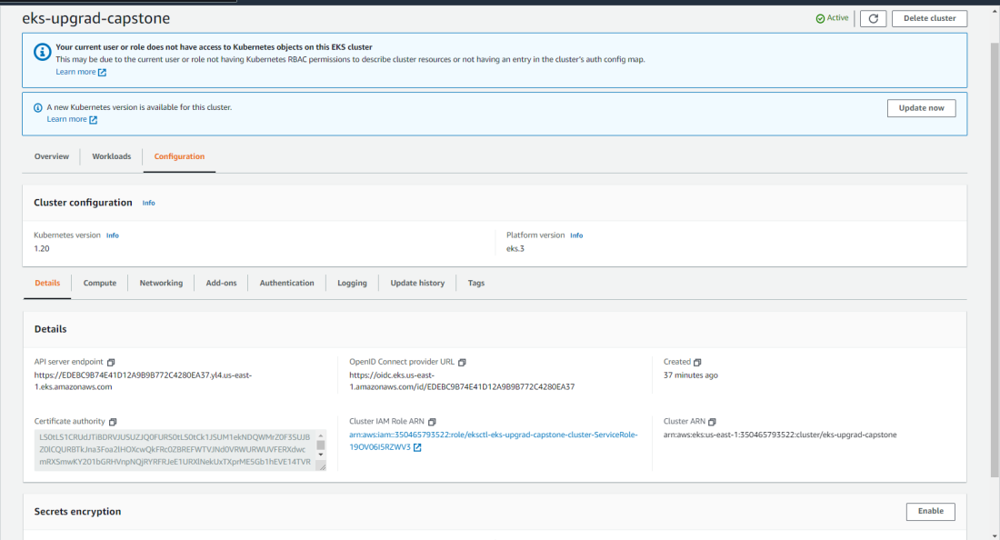 eks-upgrad-capstone
Active
Delete cluster
Your current user or role does not have access to Kubernetes objects on this EKS cluster
This may be due to the current user or role not having Kubernetes RBAC permissions to describe cluster resources or not having an entry in the cluster's auth config map.
Learn more
A new Kubernetes version is available for this cluster.
Learn more
Update now
Overview Workloads Configuration
Cluster configuration Info
Kubernetes version Info
1.20
Platform version Info
eks.3
Details Compute Networking Add-ons Authentication Logging Update history Tags
Details
API server endpoint
https://EDEBC9B74E41D12A9B9B772C4280EA37.yl4.us-east-
1.eks.amazonaws.com
OpenID Connect provider URL
https://oidc.eks.us-east-
1.amazonaws.com/id/EDEBC9B74E41D12A9B9B772C4280EA37
Created
37 minutes ago
Certificate authority
Cluster IAM Role ARN
arn:aws:iam::350465793522:role/eksctl-eks-upgrad-capstone-cluster-ServiceRole-
Cluster ARN
arn:aws:eks:us-east-1:350465793522:cluster/eks-upgrad-capstone
Secrets encryption
Enable